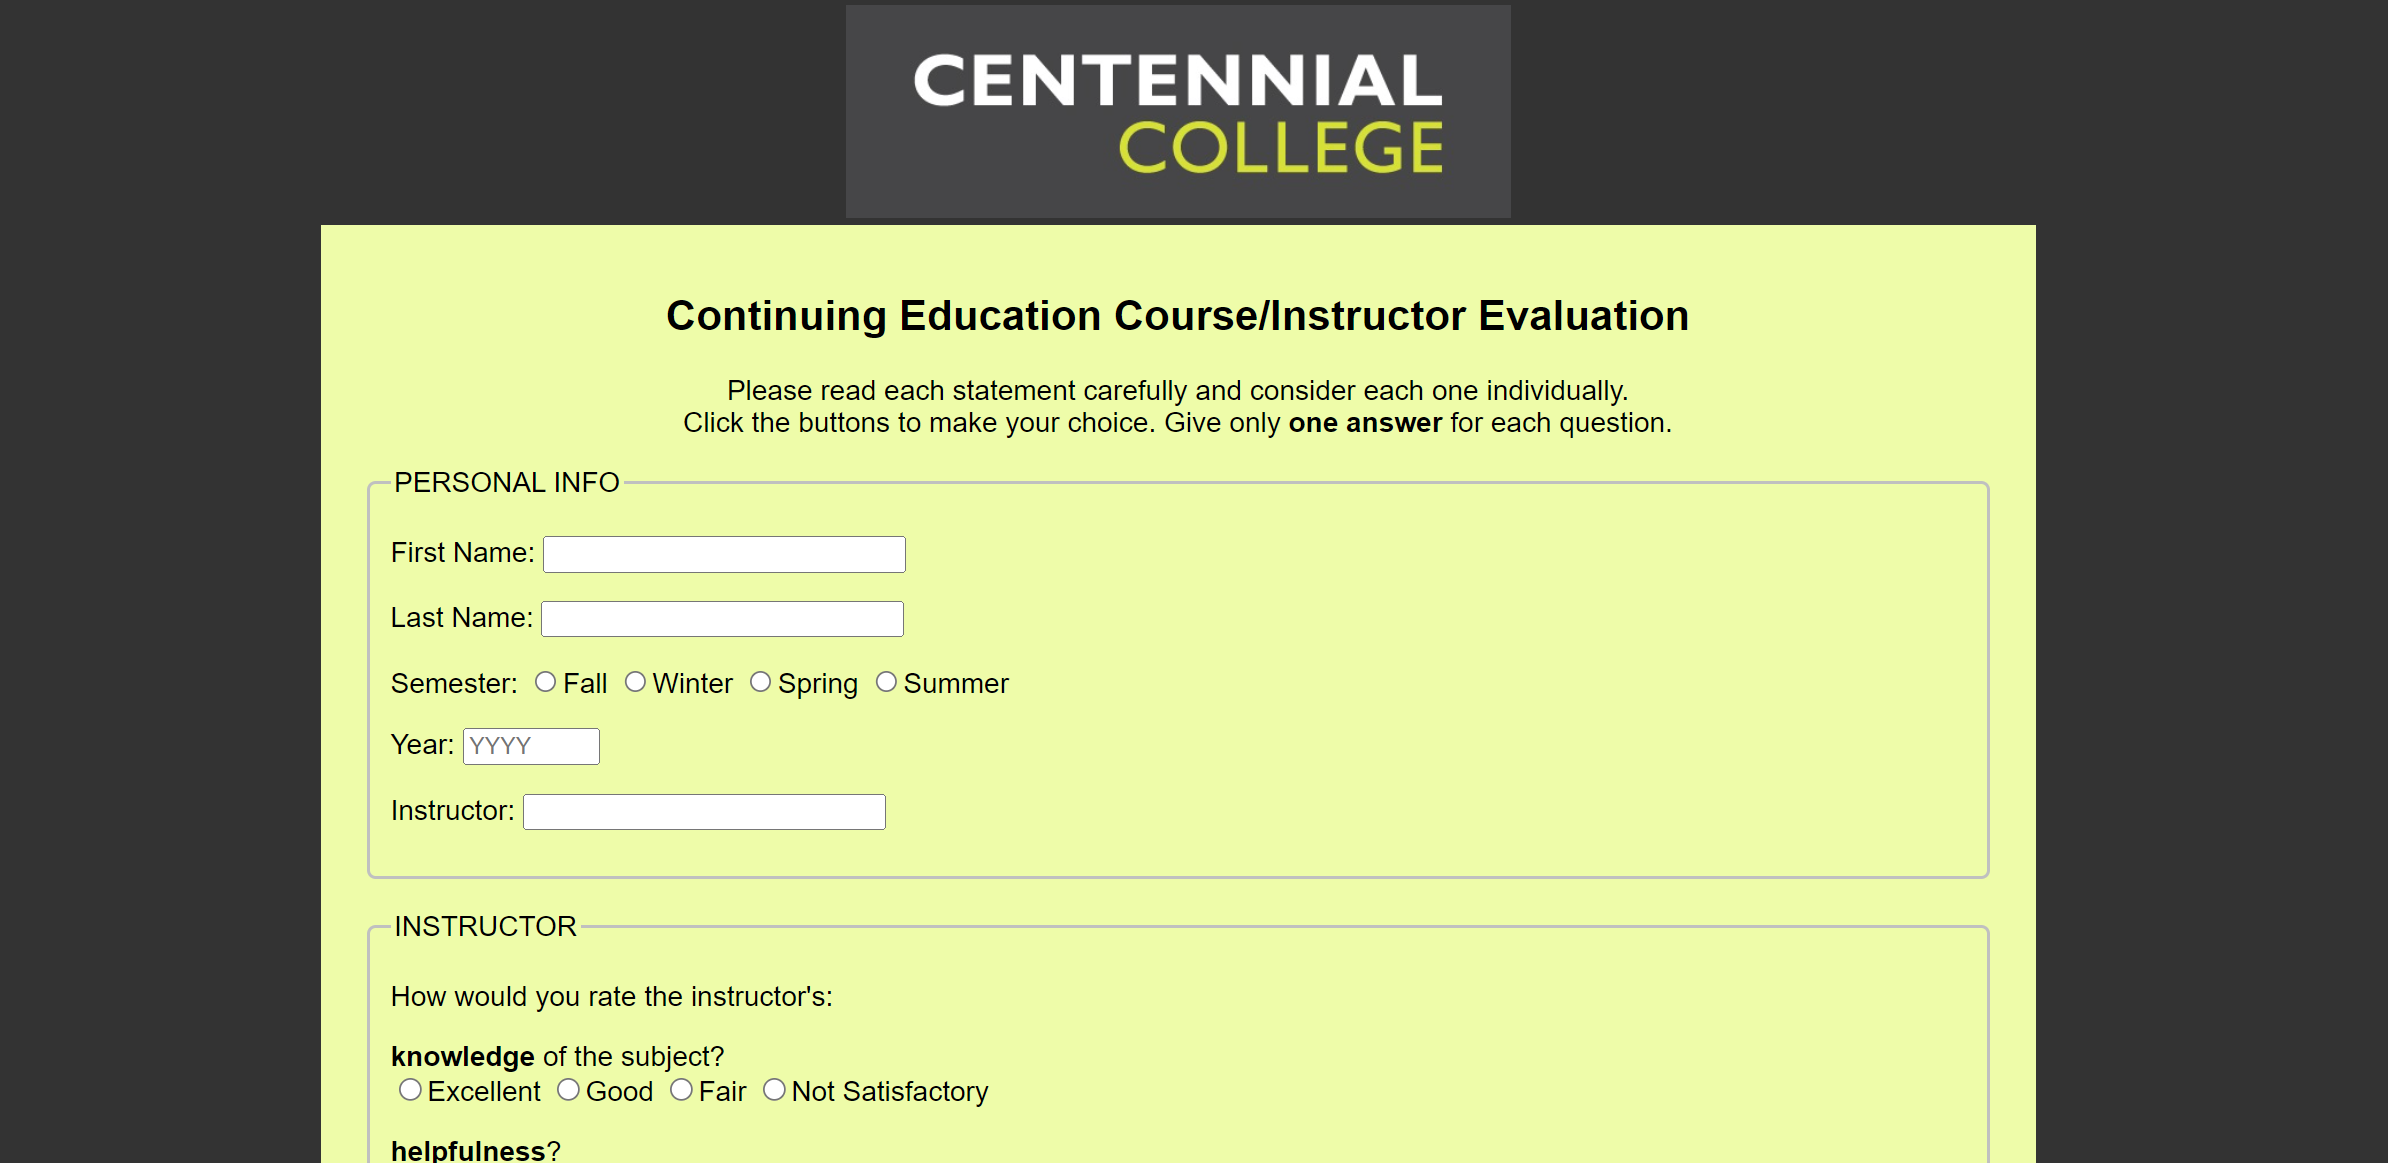 CENTENNIAL
COLLEGE
Continuing Education Course/Instructor Evaluation
Please read each statement carefully and consider each one individually.
Click the buttons to make your choice. Give only one answer for each question.
PERSONAL INFO
First Name:
Last Name:
Semester: Fall Winter Spring Summer
Year: YYYY
Instructor:
INSTRUCTOR
How would you rate the instructor's:
knowledge of the subject?
Excellent Good Fair Not Satisfactory
helpfulness?